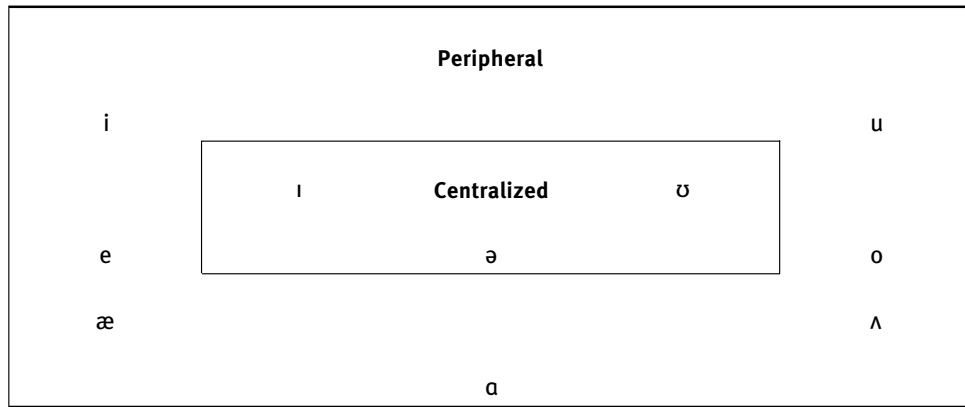 Peripheral
i u
ɪ Centralized ʊ
e ə o
æ ʌ
ɑ